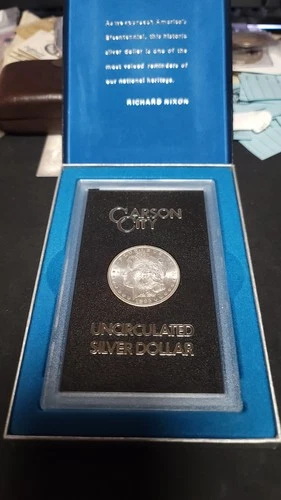 As we approach America's
Bicentennial, this historic
silver dollar is one of the
most valued reminders of
our national heritage.
RICHARD NIXON
CARSON
CITY
UNCIRCULATED
SILVER DOLLAR